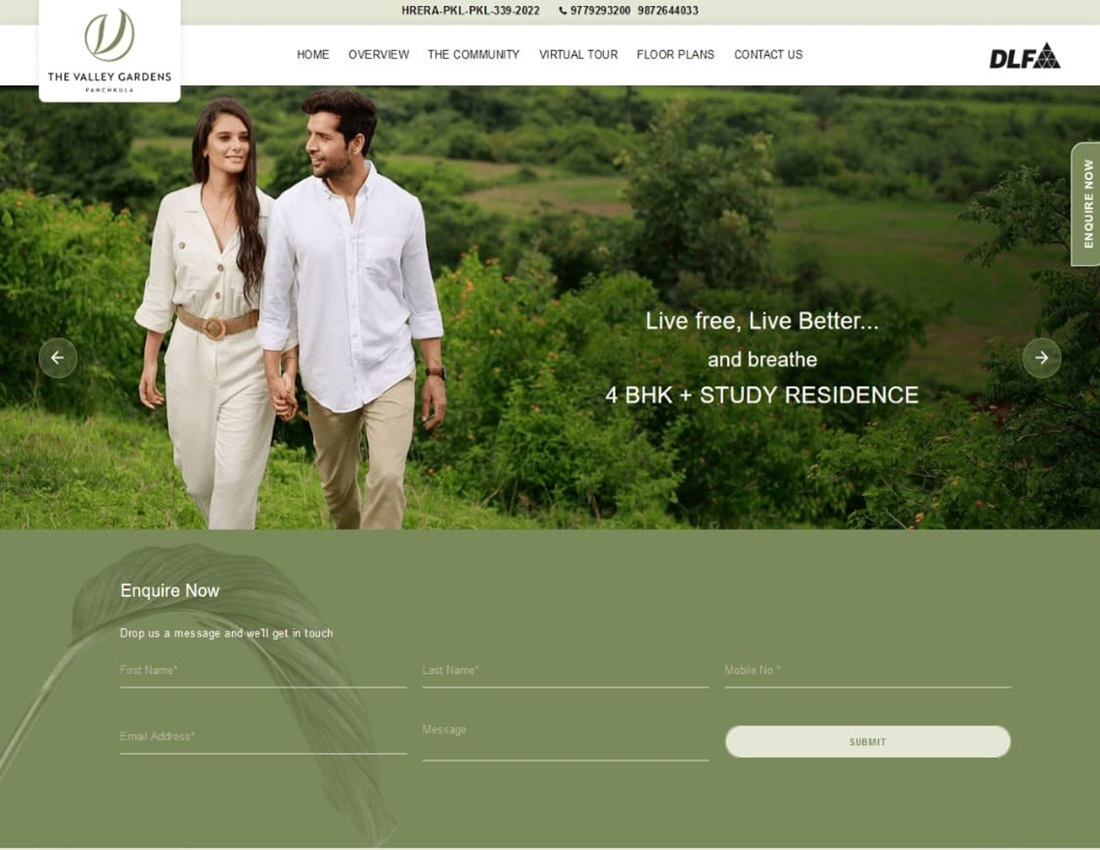 HRERA-PKL-PKL-339-2022 9779293200 9872644033
THE VALLEY GARDENS
PANCHKULA
HOME OVERVIEW THE COMMUNITY VIRTUAL TOUR FLOOR PLANS CONTACT US
DLF
ENQUIRE NOW
Live free, Live Better...
and breathe
4 BHK + STUDY RESIDENCE
Enquire Now
Drop us a message and we'll get in touch
First Name* Last Name* Mobile No.*
Email Address* Message SUBMIT